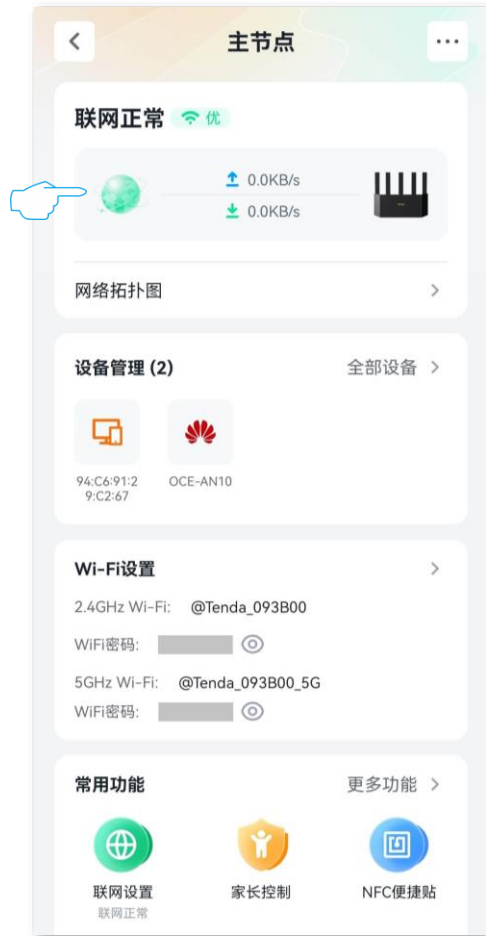 主节点
联网正常 优
0.0KB/s
0.0KB/s
网络拓扑图
设备管理 (2) 全部设备
94:C6:91:2
9:C2:67
OCE-AN10
Wi-Fi设置
2.4GHz Wi-Fi: @Tenda_093B00
WiFi密码:
5GHz Wi-Fi: @Tenda_093B00_5G
WiFi密码:
常用功能 更多功能
联网设置 家长控制 NFC便捷贴
联网正常